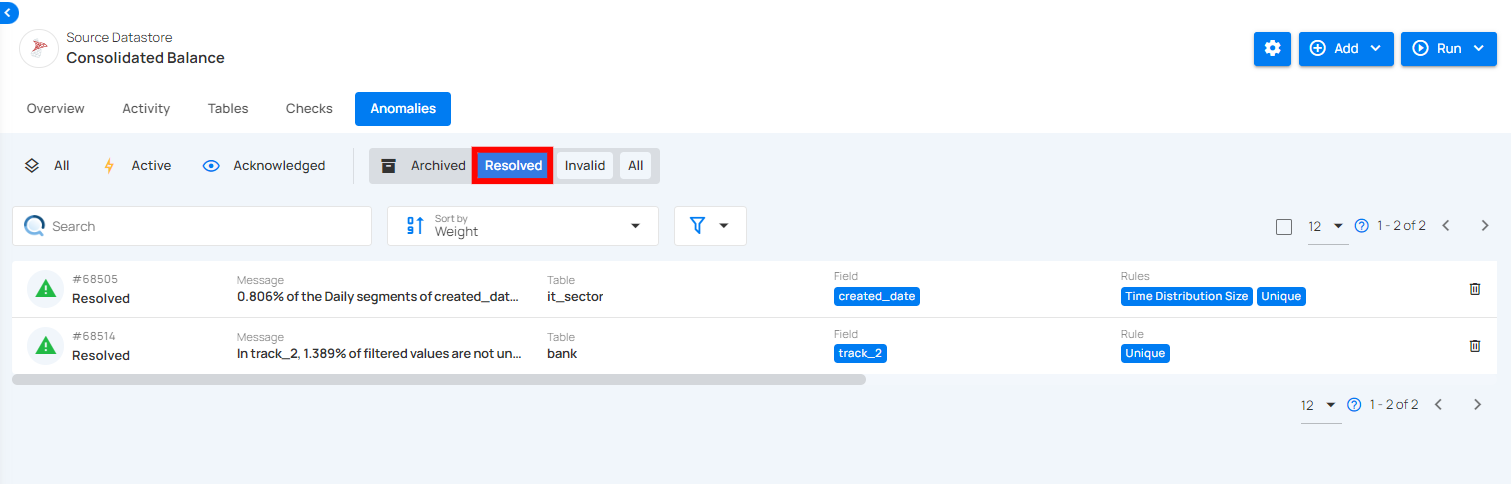 Source Datastore
Consolidated Balance
Add
Run
Overview Activity Tables Checks Anomalies
All Active Acknowledged Archived Resolved Invalid All
Search
Sort by
Weight
12 1 - 2 of 2
#68505
Resolved
Message
0.806% of the Daily segments of created_dat...
Table
it_sector
Field
created_date
Rules
Time Distribution Size Unique
#68514
Resolved
Message
In track_2, 1.389% of filtered values are not un...
Table
bank
Field
track_2
Rule
Unique
12 1 - 2 of 2